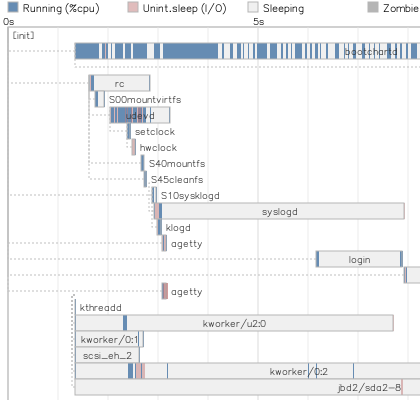 Running (%cpu) Unint.sleep (I/O) Sleeping Zombie
0s 5s
[init]
bootchartd
rc
S00mountvirtfs
udevd
setclock
hwclock
S40mountfs
S45cleanfs
S10sysklogd
syslogd
klogd
agetty
login
agetty
kthreadd
kworker/u2:0
kworker/0:1
scsi_eh_2
kworker/0:2
jbd2/sda2-8